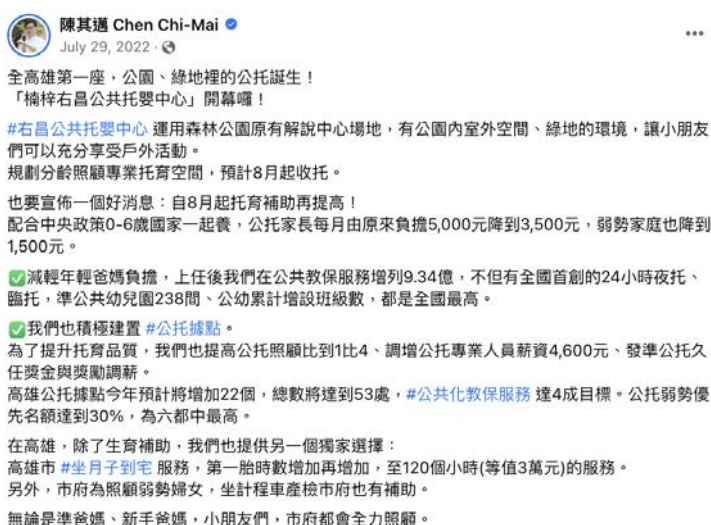 陳其邁 Chen Chi-Mai
July 29, 2022 ·
全高雄第一座，公園、綠地裡的公托誕生！
「楠梓右昌公共托嬰中心」開幕囉！
#右昌公共托嬰中心 運用森林公園原有解說中心場地，有公園內室外空間、綠地的環境，讓小朋友
們可以充分享受戶外活動。
規劃分齡照顧專業托育空間，預計8月起收托。
也要宣佈一個好消息：自8月起托育補助再提高！
配合中央政策0-6歲國家一起養，公托家長每月由原來負擔5,000元降到3,500元，弱勢家庭也降到
1,500元。
✅減輕年輕爸媽負擔，上任後我們在公共教保服務增列9.34億，不但有全國首創的24小時夜托、
臨托，準公共幼兒園238間、公幼累計增設班級數，都是全國最高。
✅我們也積極建置 #公托據點。
為了提升托育品質，我們也提高公托照顧比到1比4、調增公托專業人員薪資4,600元、發準公托久
任獎金與獎勵調薪。
高雄公托據點今年預計將增加22個，總數將達到53處，#公共化教保服務 達4成目標。公托弱勢優
先名額達到30%，為六都中最高。
在高雄，除了生育補助，我們也提供另一個獨家選擇：
高雄市 #坐月子到宅 服務，第一胎時數增加再增加，至120個小時(等值3萬元)的服務。
另外，市府為照顧弱勢婦女，坐計程車產檢市府也有補助。
無論是準爸媽、新手爸媽，小朋友們，市府都會全力照顧。